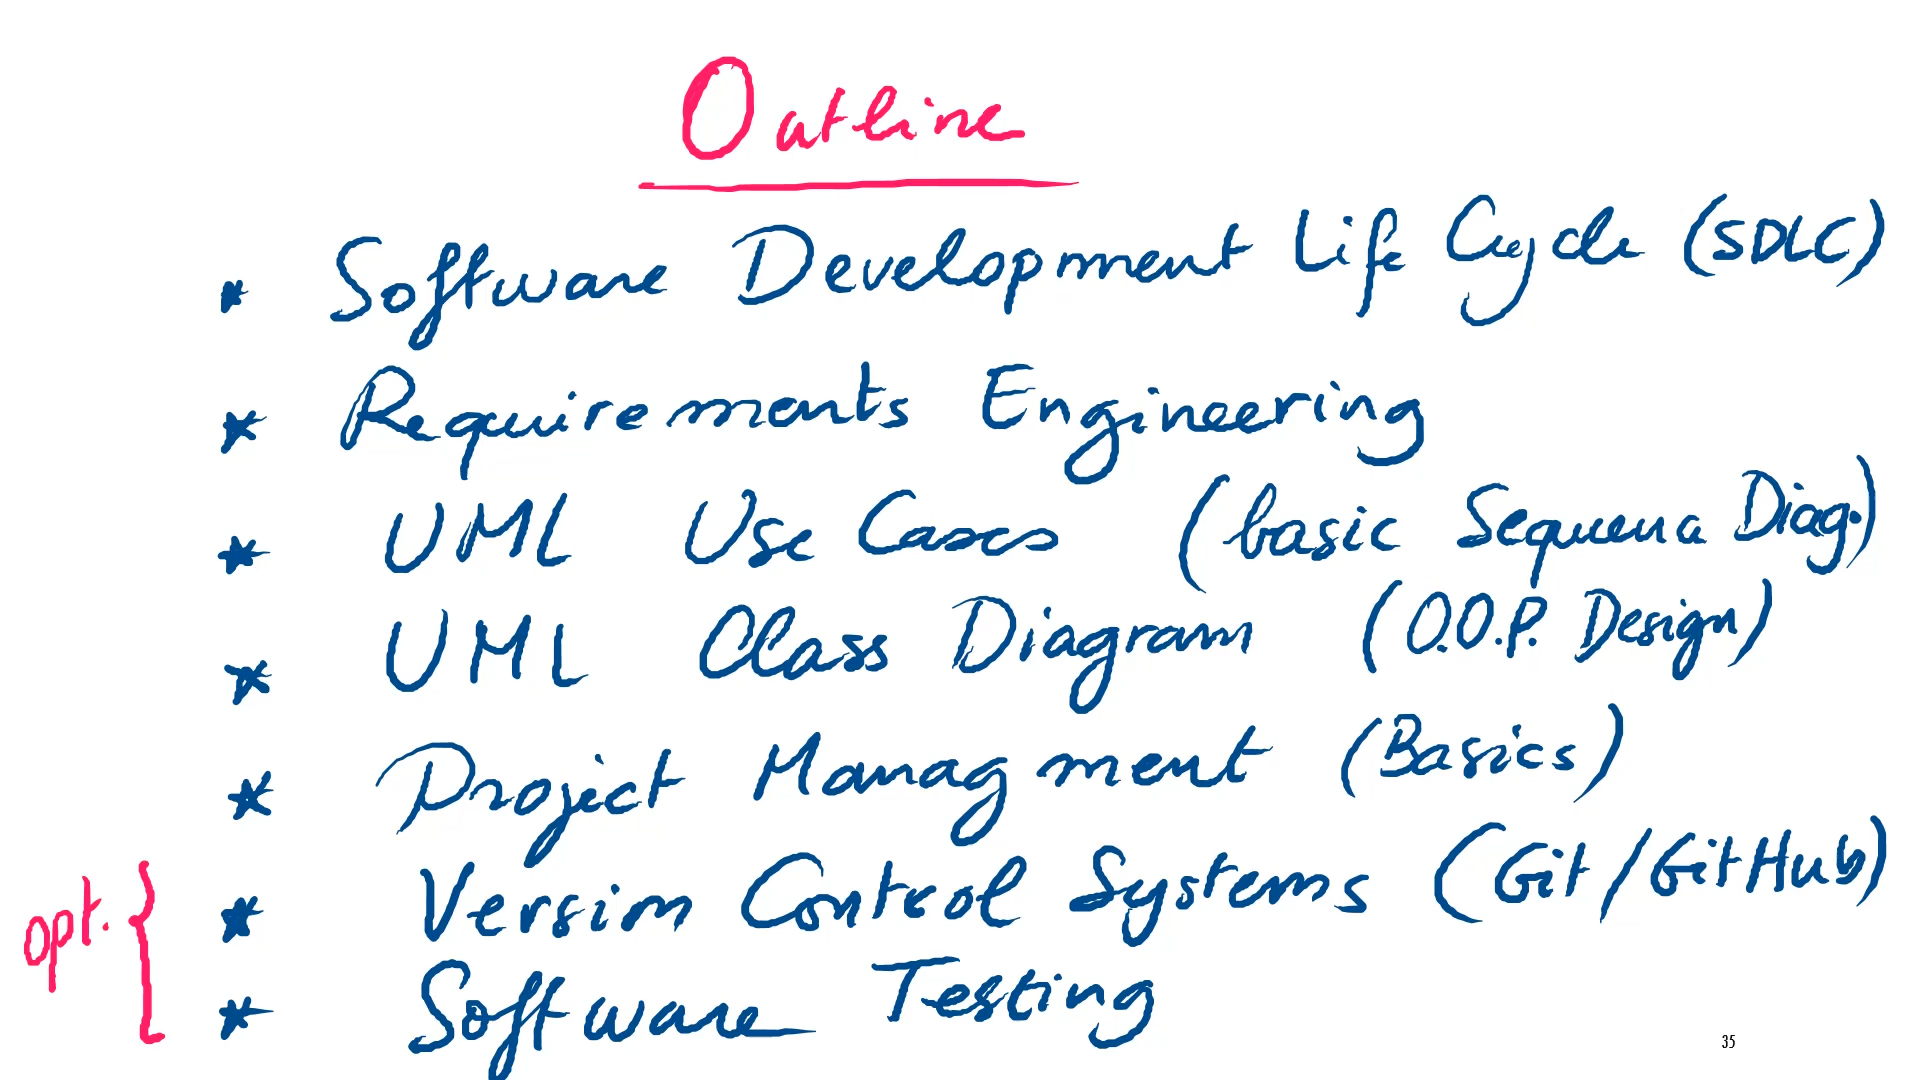 Outline
* Software Development Life Cycle (SDLC)
* Requirements Engineering
* UML Use Cases (basic Sequence Diag.)
* UML Class Diagram (O.O.P. Design)
* Project Managment (Basics)
opt. { * Version Control Systems (Git/GitHub)
* Software Testing
35